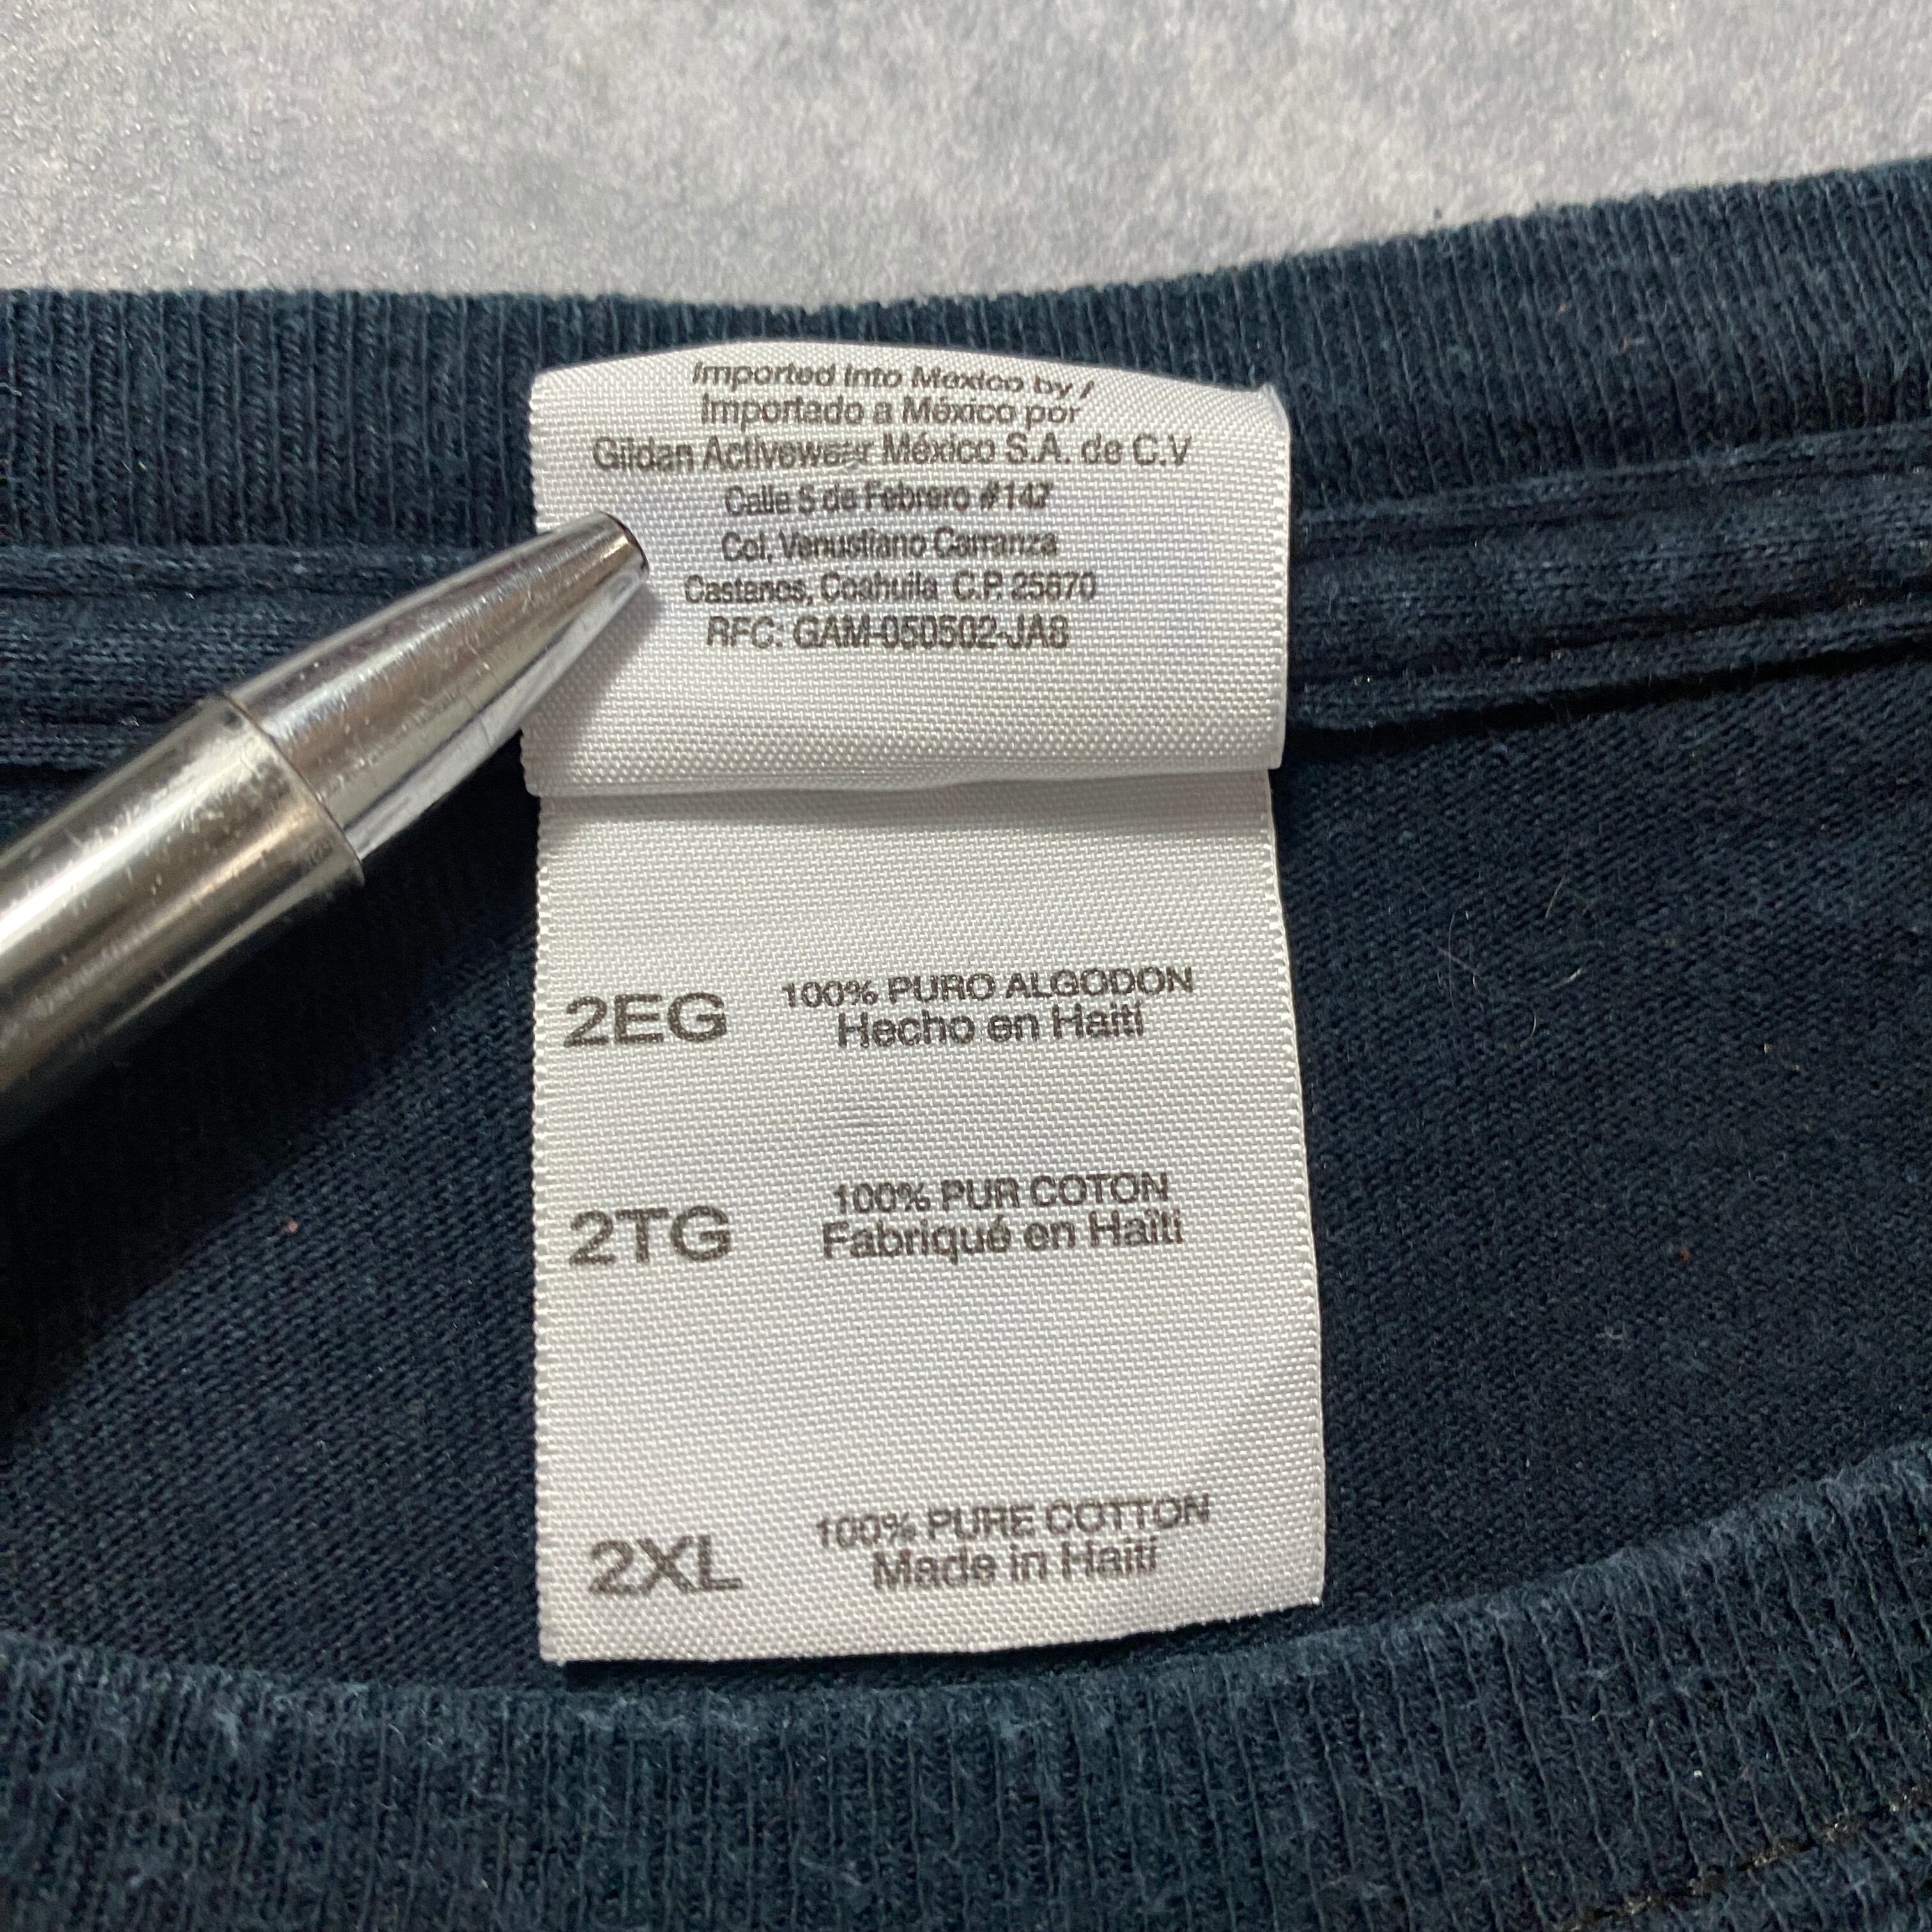 Imported into Mexico by /
Importado a México por
Gildan Activewear México S.A. de C.V
Calle 5 de Febrero #147
Col, Venustiano Carranza
Castanos, Coahuila C.P. 25870
RFC: GAM-050502-JA8
2EG 100% PURO ALGODON
Hecho en Haití
2TG 100% PUR COTON
Fabriqué en Haïti
2XL 100% PURE COTTON
Made in Haiti